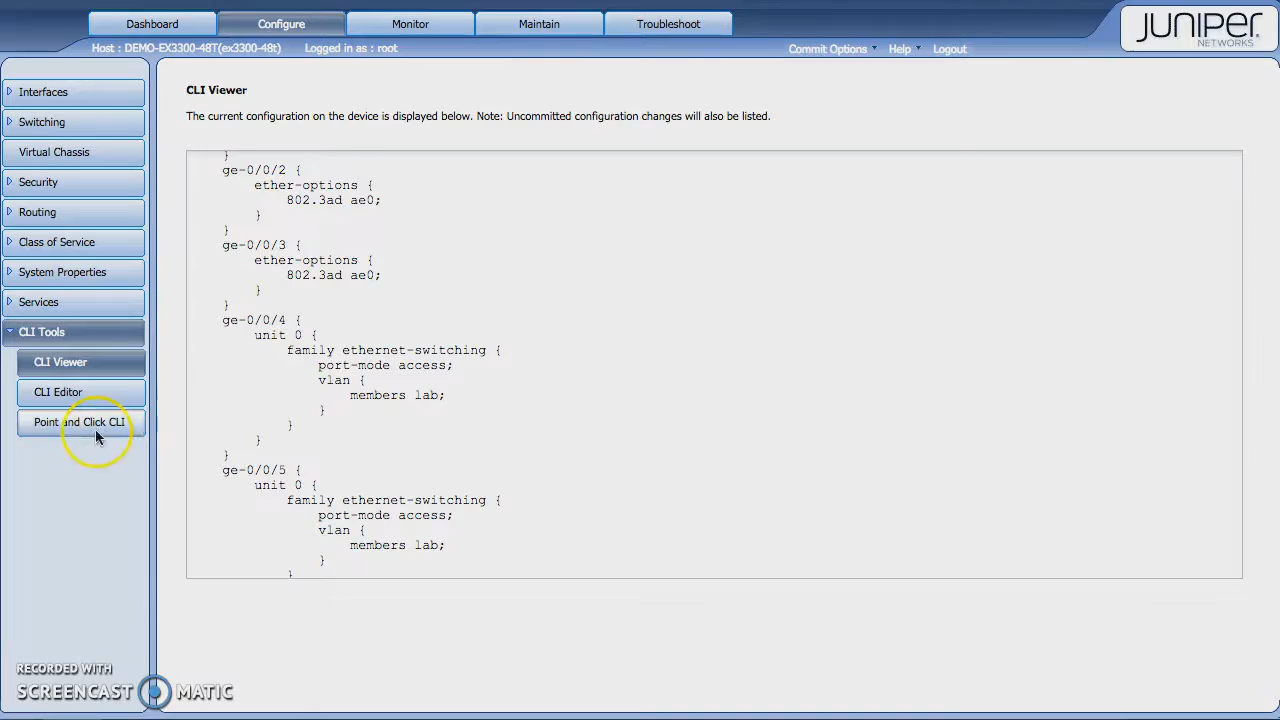 Dashboard
Configure
Monitor
Maintain
Troubleshoot
JUNIPER
NETWORKS
Host : DEMO-EX3300-48T(ex3300-48t)
Logged in as : root
Commit Options
Help
Logout
Interfaces
Switching
Virtual Chassis
Security
Routing
Class of Service
System Properties
Services
CLI Tools
CLI Viewer
CLI Editor
Point and Click CLI
CLI Viewer
The current configuration on the device is displayed below. Note: Uncommitted configuration changes will also be listed.
}
ge-0/0/2 {
ether-options {
802.3ad ae0;
}
}
ge-0/0/3 {
ether-options {
802.3ad ae0;
}
}
ge-0/0/4 {
unit 0 {
family ethernet-switching {
port-mode access;
vlan {
members lab;
}
}
}
}
ge-0/0/5 {
unit 0 {
family ethernet-switching {
port-mode access;
vlan {
members lab;
}
}
RECORDED WITH
SCREENCAST MATIC